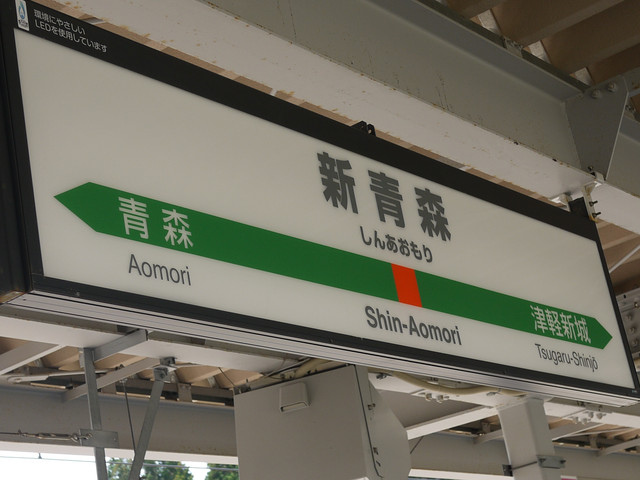 環境にやさしい
LEDを使用しています
新青森
しんあおもり
青森
津軽新城
Aomori
Shin-Aomori
Tsugaru-Shinjō